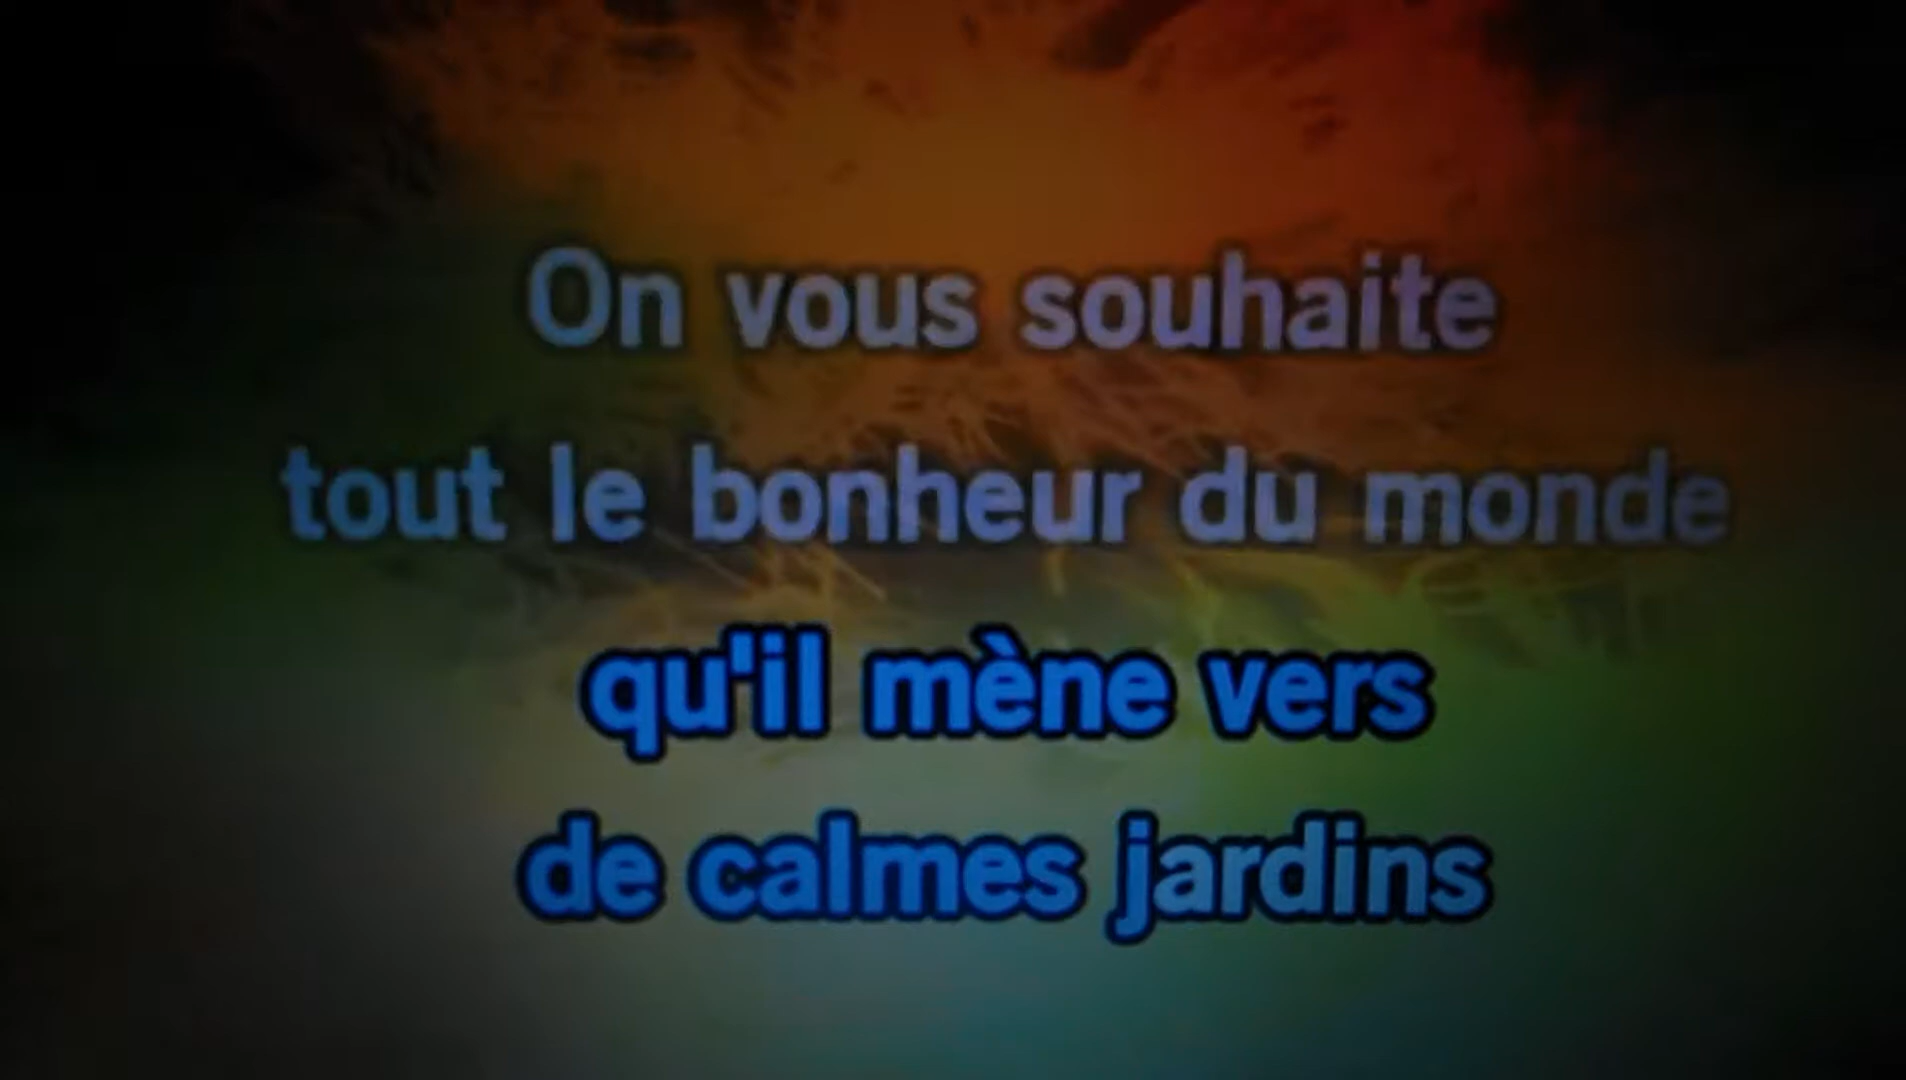 On vous souhaite
tout le bonheur du monde
qu'il mène vers
de calmes jardins